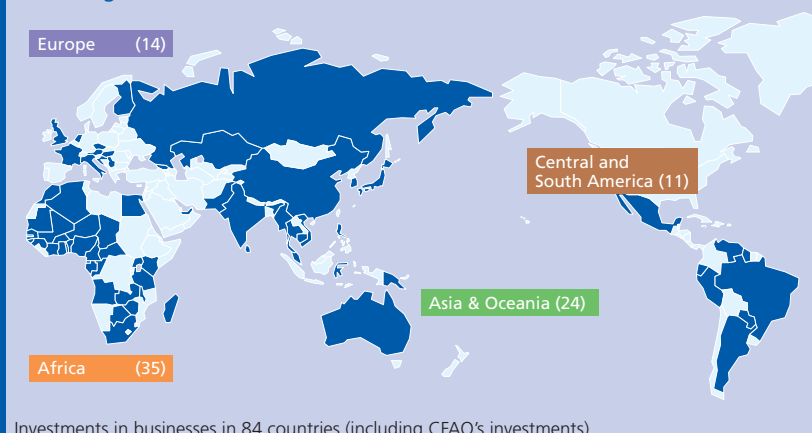 Europe (14)
Central and
South America (11)
Asia & Oceania (24)
Africa (35)
Investments in businesses in 84 countries (including CFAO's investments)